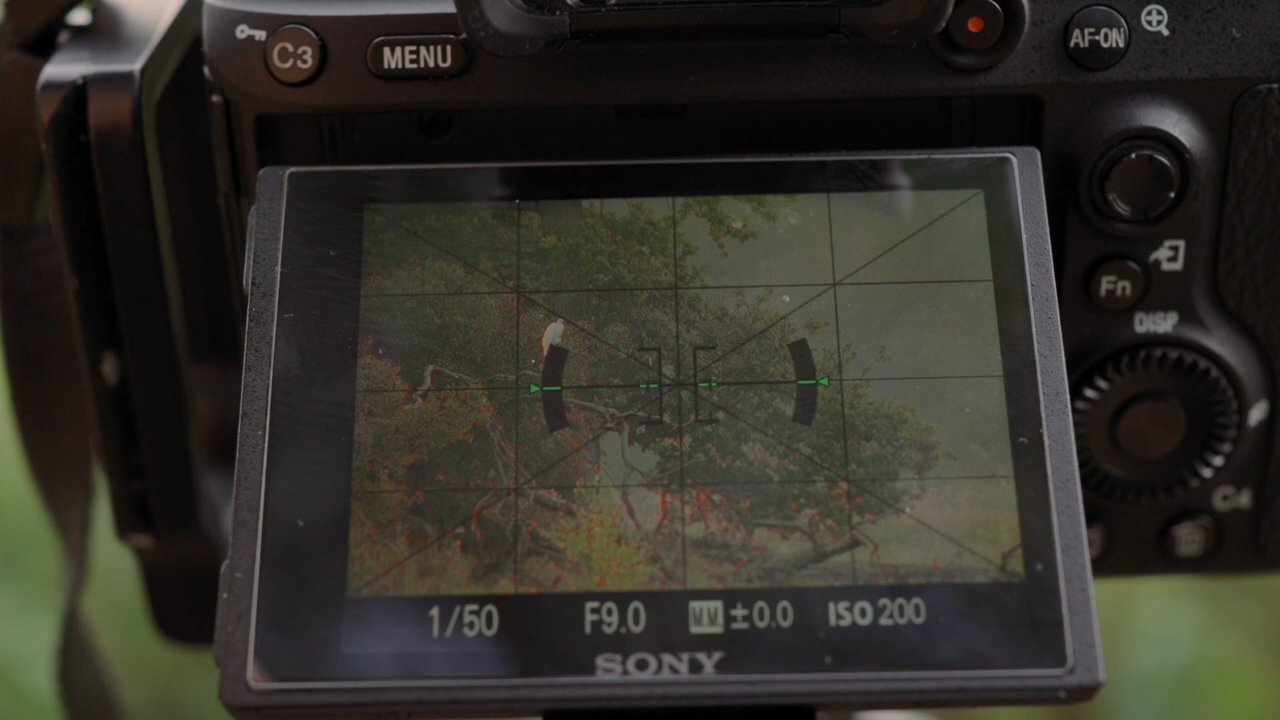 C3
MENU
AF-ON
Fn
DISP
1/50 F9.0 ±0.0 ISO 200
SONY
C4